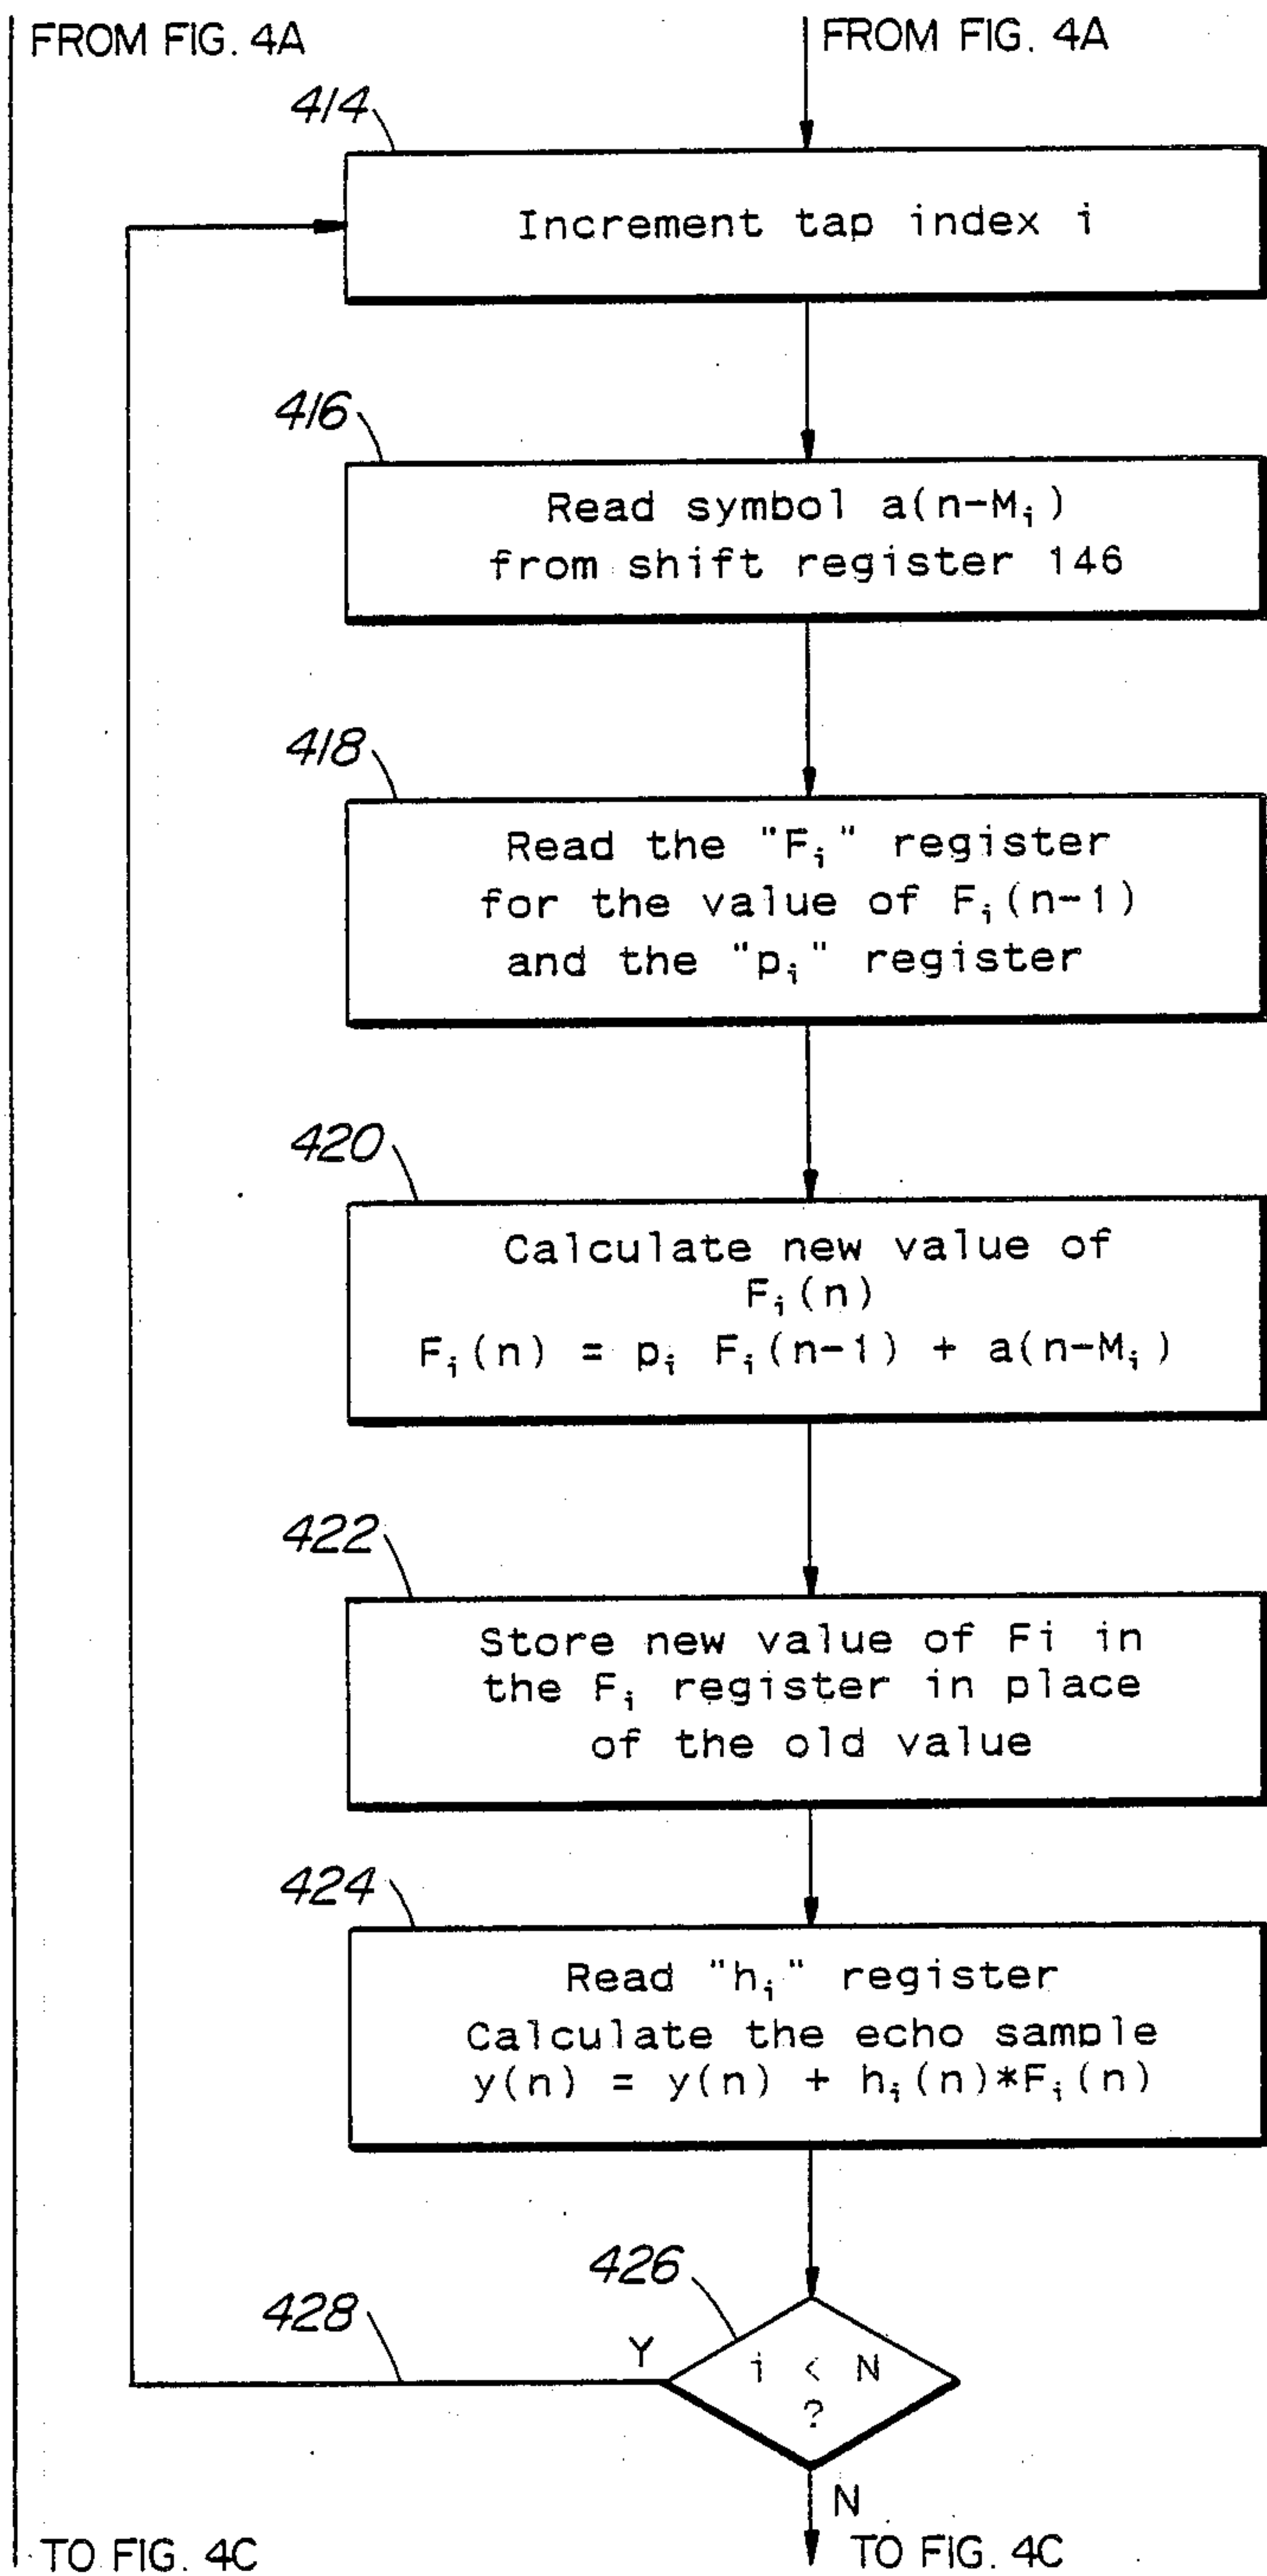 FROM FIG. 4A
FROM FIG. 4A
414
Increment tap index i
416
Read symbol a(n-Mᵢ)
from shift register 146
418
Read the "Fᵢ" register
for the value of Fᵢ(n-1)
and the "pᵢ" register
420
Calculate new value of
Fᵢ(n)
Fᵢ(n) = pᵢ Fᵢ(n-1) + a(n-Mᵢ)
422
Store new value of Fi in
the Fᵢ register in place
of the old value
424
Read "hᵢ" register
Calculate the echo sample
y(n) = y(n) + hᵢ(n)*Fᵢ(n)
426
428
Y
i < N
?
N
TO FIG. 4C
TO FIG. 4C